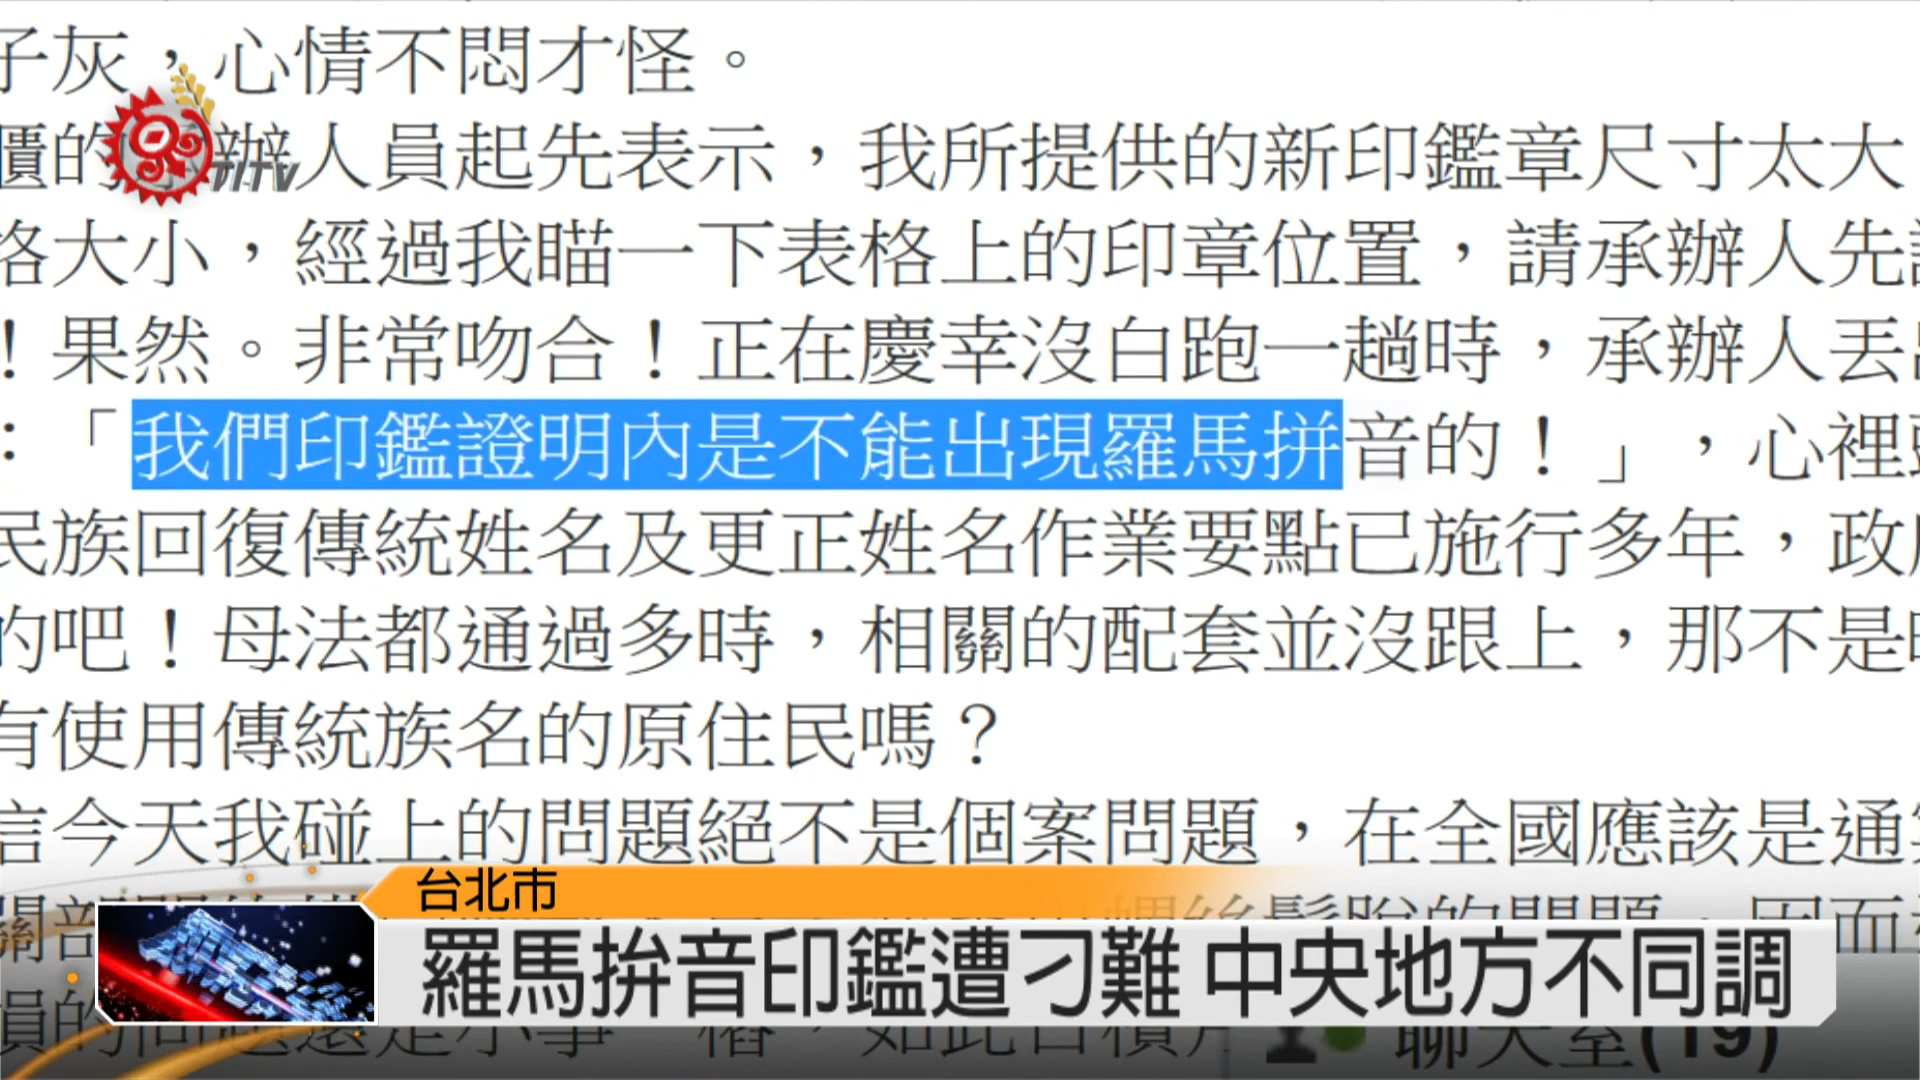 子灰，心情不悶才怪。
櫃的 辦人員起先表示，我所提供的新印鑑章尺寸太大
TITV
格大小，經過我瞄一下表格上的印章位置，請承辦人先
！果然。非常吻合！正在慶幸沒白跑一趟時，承辦人丟
：「我們印鑑證明內是不能出現羅馬拼音的！」，心裡
民族回復傳統姓名及更正姓名作業要點已施行多年，政
的吧！母法都通過多時，相關的配套並沒跟上，那不是
有使用傳統族名的原住民嗎？
信今天我碰上的問題絕不是個案問題，在全國應該是通
台北市
羅馬拚音印鑑遭刁難 中央地方不同調
聊天室(19)